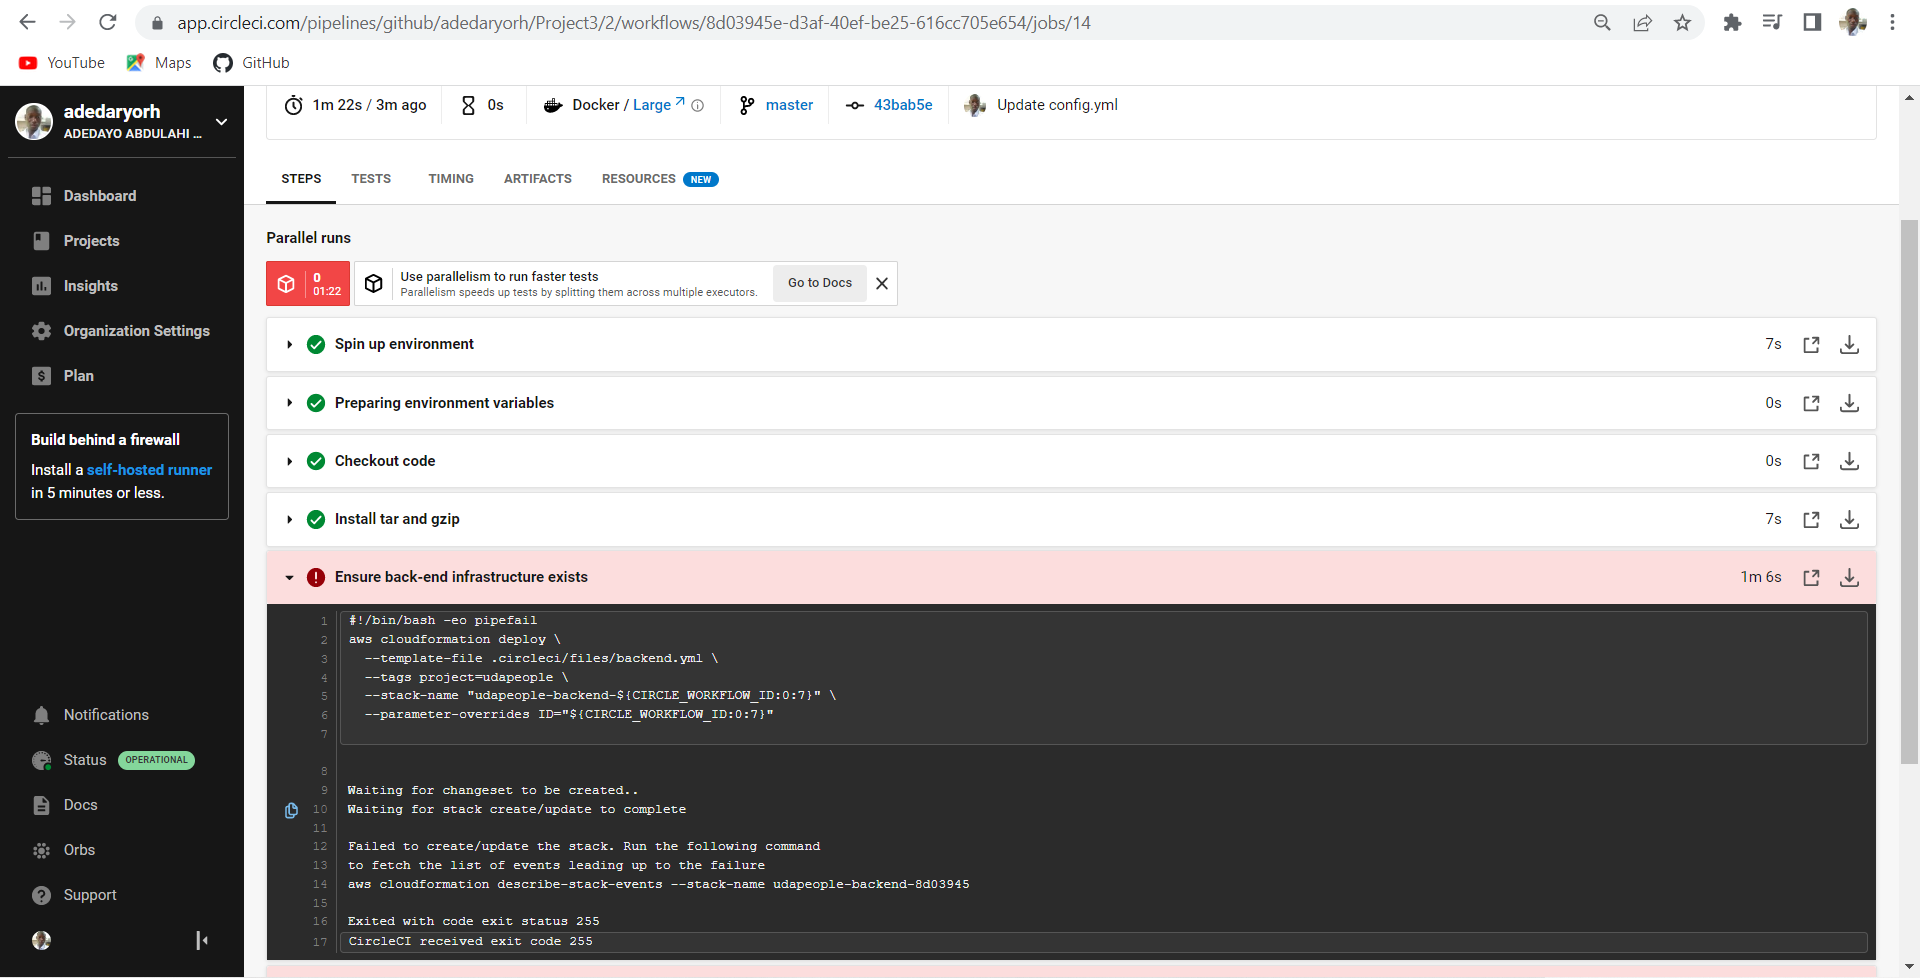 app.circleci.com/pipelines/github/adedaryorh/Project3/2/workflows/8d03945e-d3af-40ef-be25-616cc705e654/jobs/14
YouTube
Maps
GitHub
adedaryorh
ADEDAYO ABDULAHI ...
Dashboard
Projects
Insights
Organization Settings
Plan
Build behind a firewall
Install a self-hosted runner
in 5 minutes or less.
Notifications
Status OPERATIONAL
Docs
Orbs
Support
1m 22s / 3m ago
0s
Docker / Large
master
43bab5e
Update config.yml
STEPS
TESTS
TIMING
ARTIFACTS
RESOURCES NEW
Parallel runs
0
01:22
Use parallelism to run faster tests
Parallelism speeds up tests by splitting them across multiple executors.
Go to Docs
Spin up environment 7s
Preparing environment variables 0s
Checkout code 0s
Install tar and gzip 7s
Ensure back-end infrastructure exists 1m 6s
1 #!/bin/bash -eo pipefail
2 aws cloudformation deploy \
3 --template-file .circleci/files/backend.yml \
4 --tags project=udapeople \
5 --stack-name "udapeople-backend-${CIRCLE_WORKFLOW_ID:0:7}" \
6 --parameter-overrides ID="${CIRCLE_WORKFLOW_ID:0:7}"
7
8
9 Waiting for changeset to be created..
10 Waiting for stack create/update to complete
11
12 Failed to create/update the stack. Run the following command
13 to fetch the list of events leading up to the failure
14 aws cloudformation describe-stack-events --stack-name udapeople-backend-8d03945
15
16 Exited with code exit status 255
17 CircleCI received exit code 255